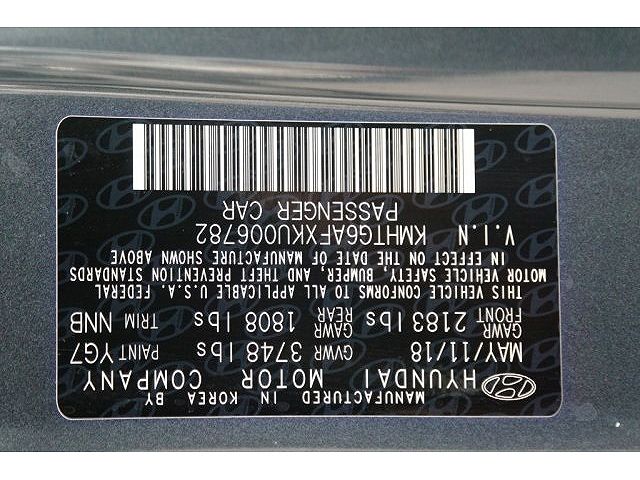 MANUFACTURED IN KOREA BY
HYUNDAI MOTOR COMPANY
MAY/11/18 GVWR 3748 lbs PAINT YG7
GAWR FRONT 2183 lbs GAWR REAR 1808 lbs TRIM NNB
THIS VEHICLE CONFORMS TO ALL APPLICABLE U.S.A. FEDERAL
MOTOR VEHICLE SAFETY, BUMPER, AND THEFT PREVENTION STANDARDS
IN EFFECT ON THE DATE OF MANUFACTURE SHOWN ABOVE
V.I.N KMHTG6AFXKU006782
PASSENGER CAR